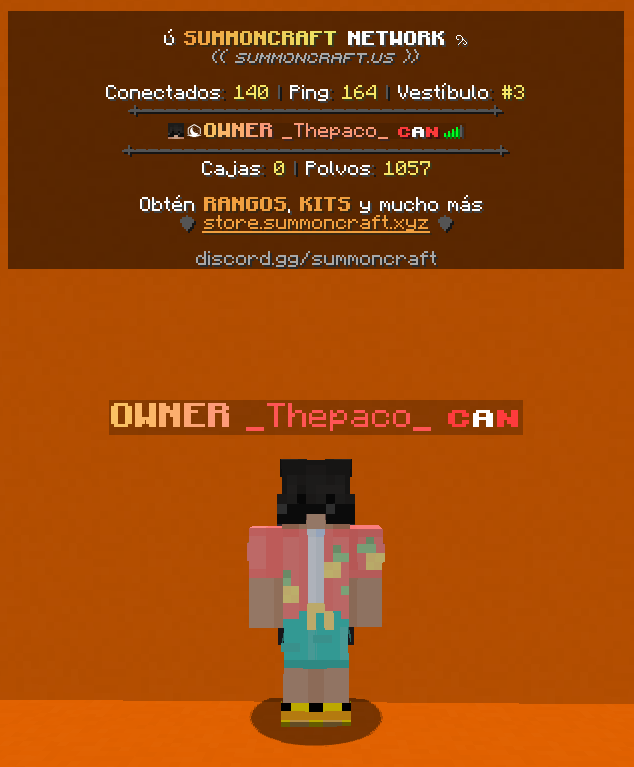 Ú SUMMONCRAFT NETWORK
(( SUMMONCRAFT.US ))
Conectados: 140 | Ping: 164 | Vestíbulo: #3
OWNER _Thepaco_ CAN
Cajas: 0 | Polvos: 1057
Obtén RANGOS, KITS y mucho más
store.summoncraft.xyz
discord.gg/summoncraft
OWNER _Thepaco_ CAN